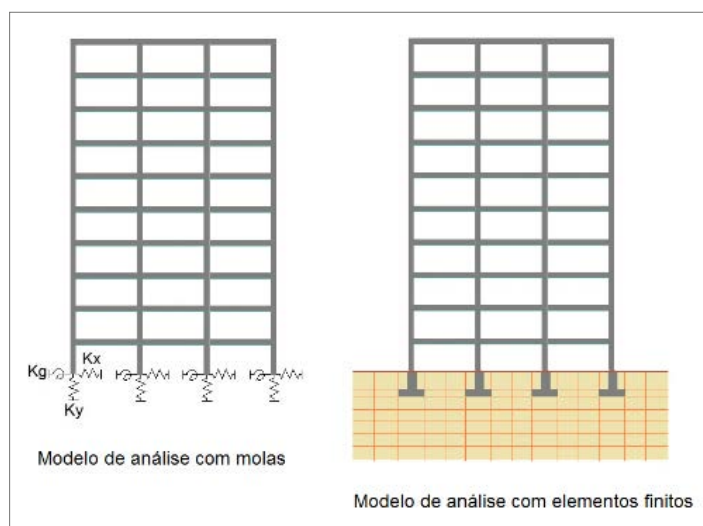 Kx
Kg
Ky
Modelo de análise com molas
Modelo de análise com elementos finitos